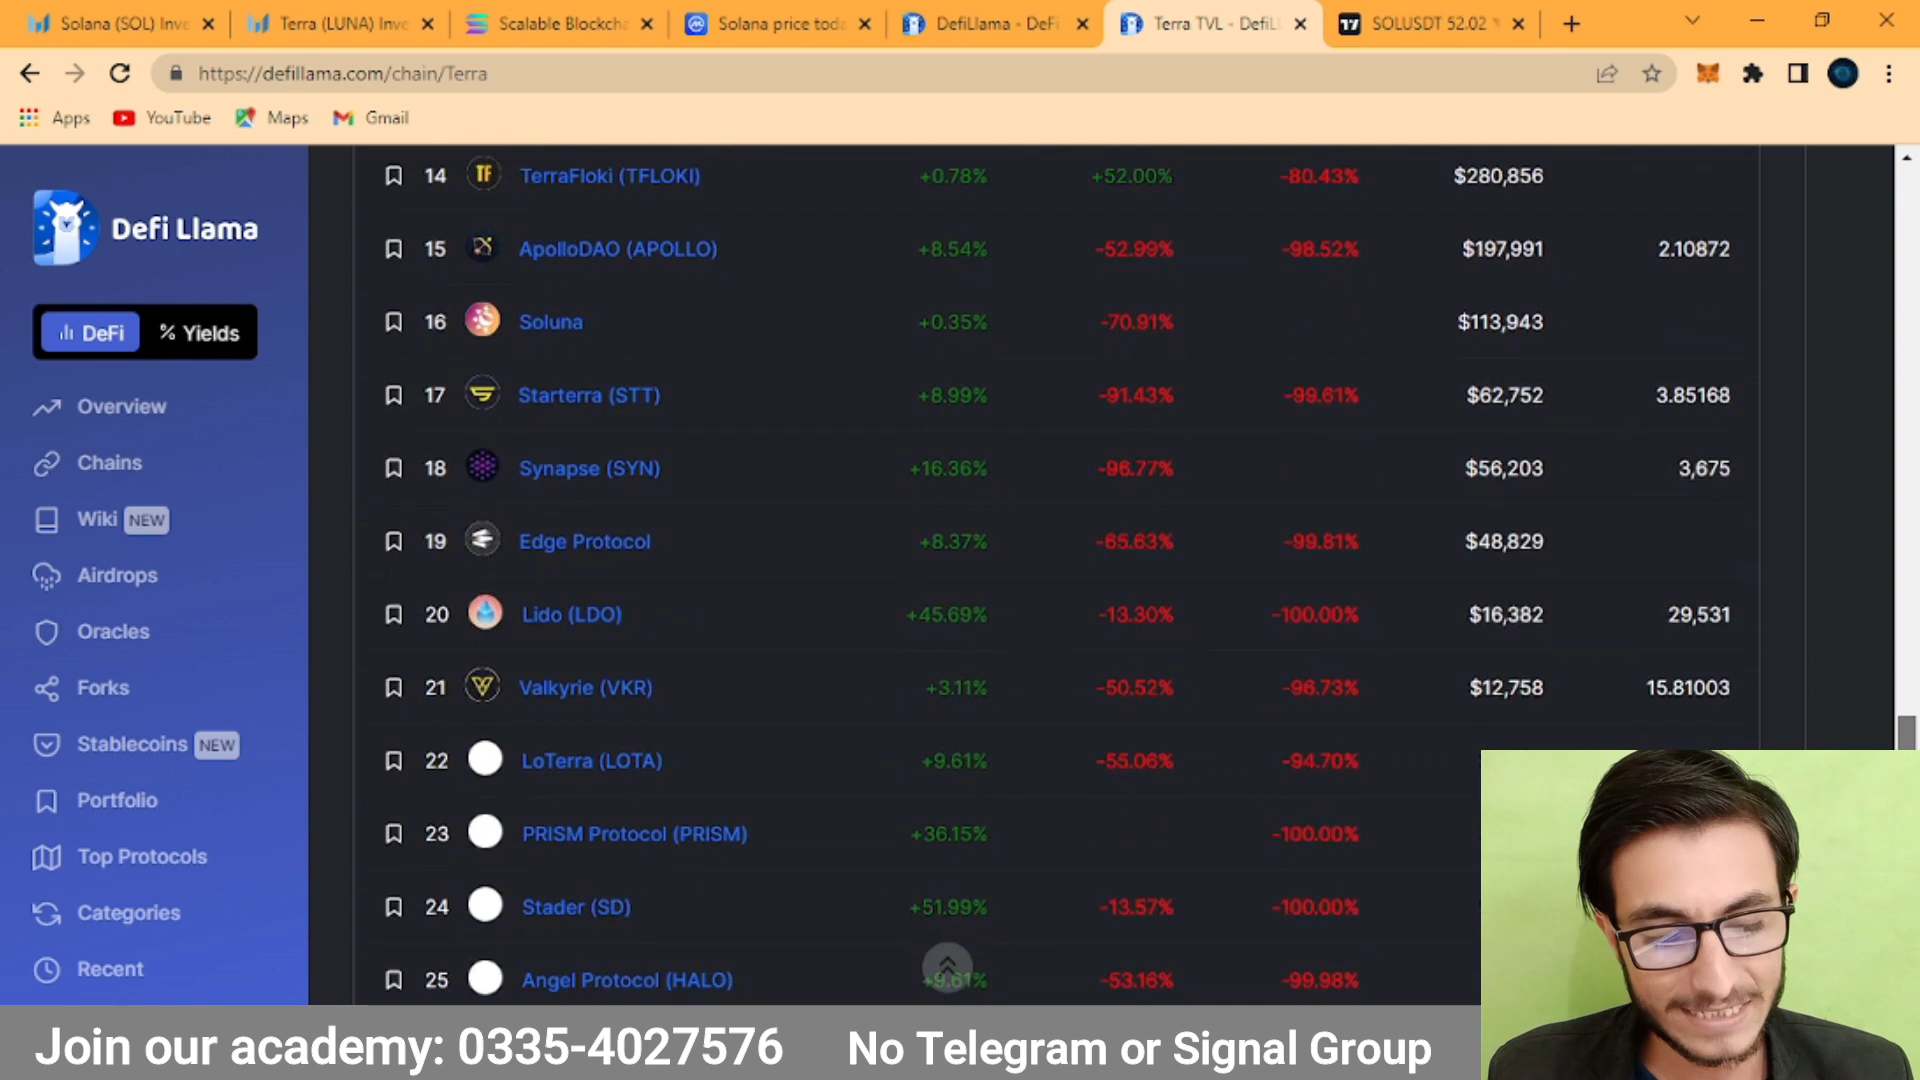 Solana (SOL) Inve
Terra (LUNA) Inve
Scalable Blockcha
Solana price toda
DefiLlama - DeFi
Terra TVL - DefiLl
SOLUSDT 52.02
https://defillama.com/chain/Terra
Apps
YouTube
Maps
Gmail
Defi Llama
DeFi
% Yields
Overview
Chains
Wiki NEW
Airdrops
Oracles
Forks
Stablecoins NEW
Portfolio
Top Protocols
Categories
Recent
14 TF TerraFloki (TFLOKI) +0.78% +52.00% -80.43% $280,856
15 ApolloDAO (APOLLO) +8.54% -52.99% -98.52% $197,991 2.10872
16 Soluna +0.35% -70.91% $113,943
17 Starterra (STT) +8.99% -91.43% -99.61% $62,752 3.85168
18 Synapse (SYN) +16.36% -96.77% $56,203 3,675
19 Edge Protocol +8.37% -65.63% -99.81% $48,829
20 Lido (LDO) +45.69% -13.30% -100.00% $16,382 29,531
21 Valkyrie (VKR) +3.11% -50.52% -96.73% $12,758 15.81003
22 LoTerra (LOTA) +9.61% -55.06% -94.70%
23 PRISM Protocol (PRISM) +36.15% -100.00%
24 Stader (SD) +51.99% -13.57% -100.00%
25 Angel Protocol (HALO) +9.61% -53.16% -99.98%
Join our academy: 0335-4027576
No Telegram or Signal Group